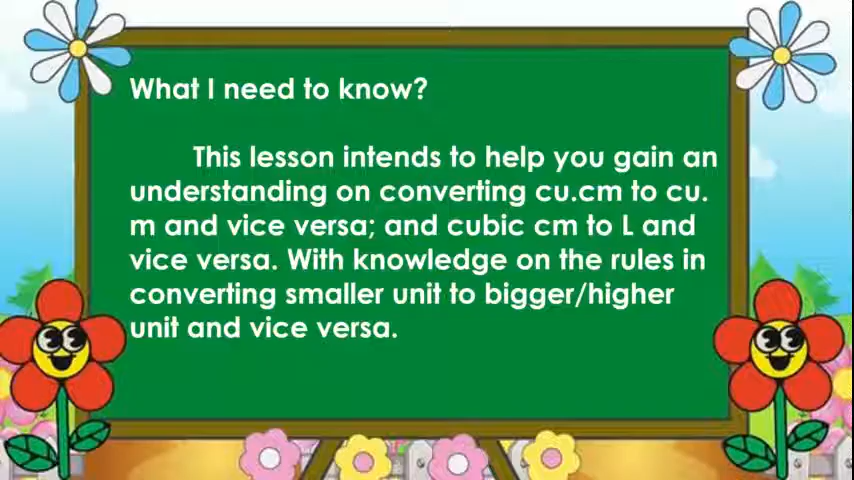 What I need to know?
This lesson intends to help you gain an
understanding on converting cu.cm to cu.
m and vice versa; and cubic cm to L and
vice versa. With knowledge on the rules in
converting smaller unit to bigger/higher
unit and vice versa.